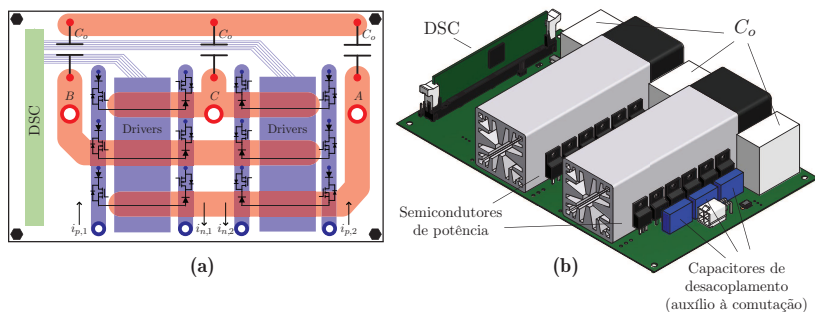 C_o
C_o
C_o
DSC
B
C
A
Drivers
Drivers
i_{p,1}
i_{n,1}
i_{n,2}
i_{p,2}
(a)
DSC
C_o
Semicondutores
de potência
Capacitores de
desacoplamento
(auxílio à comutação)
(b)